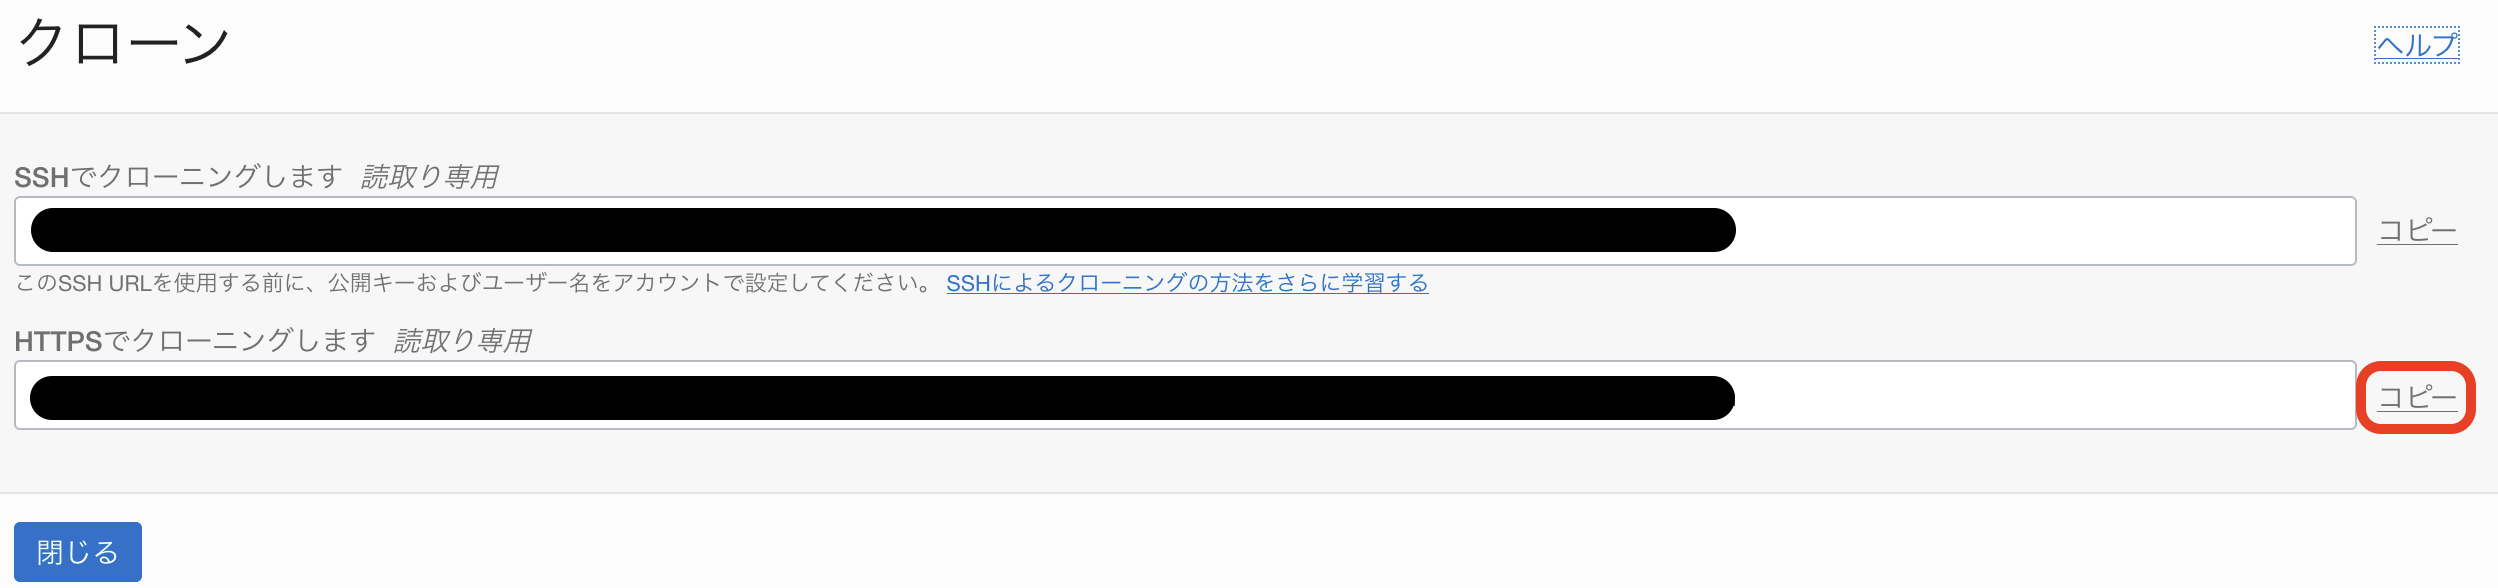 クローン
ヘルプ
SSHでクローニングします 読取り専用
コピー
このSSH URLを使用する前に、公開キーおよびユーザー名をアカウントで設定してください。 SSHによるクローニングの方法をさらに学習する
HTTPSでクローニングします 読取り専用
コピー
閉じる